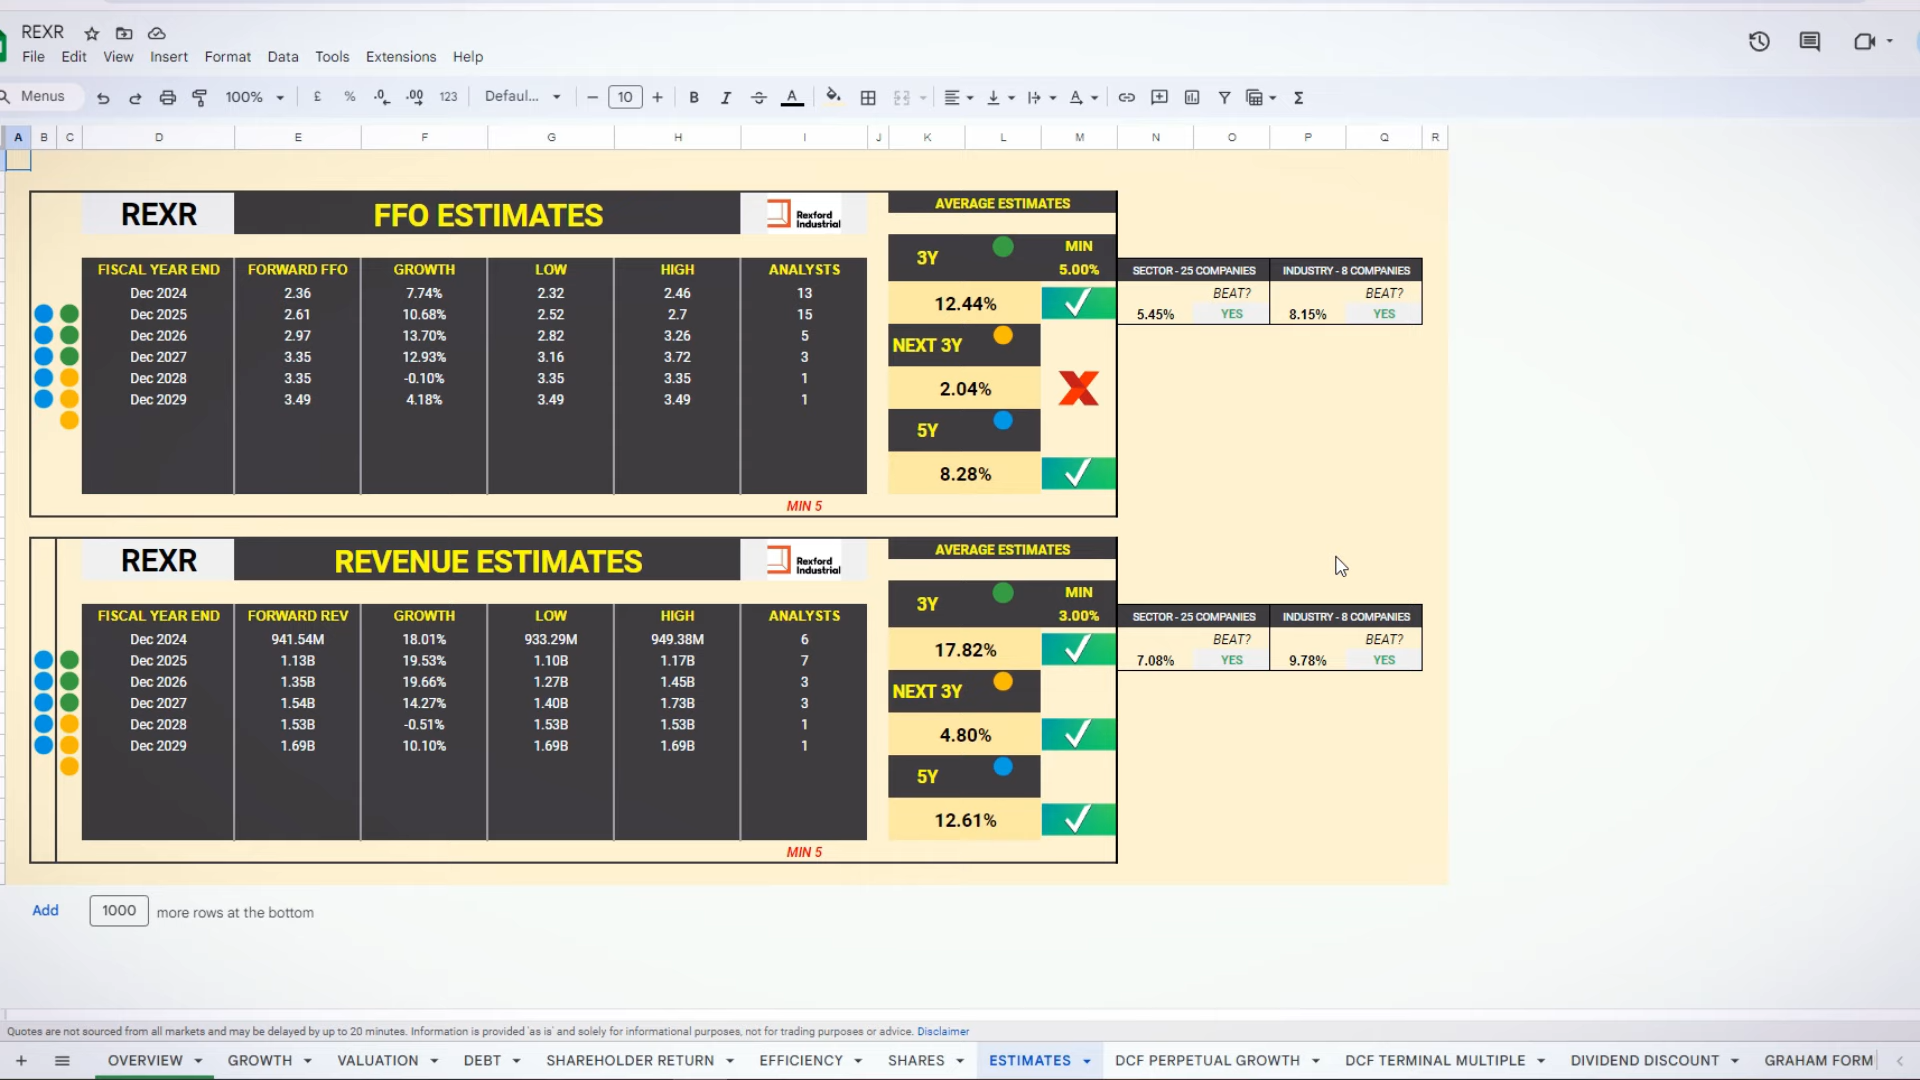 REXR
File Edit View Insert Format Data Tools Extensions Help
Menus 100% £ % .0 .00 123 Defaul... − 10 + B I A Σ
A B C D E F G H I J K L M N O P Q R
REXR FFO ESTIMATES Rexford Industrial AVERAGE ESTIMATES
FISCAL YEAR END FORWARD FFO GROWTH LOW HIGH ANALYSTS
Dec 2024 2.36 7.74% 2.32 2.46 13
Dec 2025 2.61 10.68% 2.52 2.7 15
Dec 2026 2.97 13.70% 2.82 3.26 5
Dec 2027 3.35 12.93% 3.16 3.72 3
Dec 2028 3.35 -0.10% 3.35 3.35 1
Dec 2029 3.49 4.18% 3.49 3.49 1
MIN 5
3Y MIN 5.00%
12.44%
NEXT 3Y
2.04%
5Y
8.28%
SECTOR - 25 COMPANIES INDUSTRY - 8 COMPANIES
BEAT? BEAT?
5.45% YES 8.15% YES
REXR REVENUE ESTIMATES Rexford Industrial AVERAGE ESTIMATES
FISCAL YEAR END FORWARD REV GROWTH LOW HIGH ANALYSTS
Dec 2024 941.54M 18.01% 933.29M 949.38M 6
Dec 2025 1.13B 19.53% 1.10B 1.17B 7
Dec 2026 1.35B 19.66% 1.27B 1.45B 3
Dec 2027 1.54B 14.27% 1.40B 1.73B 3
Dec 2028 1.53B -0.51% 1.53B 1.53B 1
Dec 2029 1.69B 10.10% 1.69B 1.69B 1
MIN 5
3Y MIN 3.00%
17.82%
NEXT 3Y
4.80%
5Y
12.61%
SECTOR - 25 COMPANIES INDUSTRY - 8 COMPANIES
BEAT? BEAT?
7.08% YES 9.78% YES
Add 1000 more rows at the bottom
Quotes are not sourced from all markets and may be delayed by up to 20 minutes. Information is provided 'as is' and solely for informational purposes, not for trading purposes or advice. Disclaimer
OVERVIEW GROWTH VALUATION DEBT SHAREHOLDER RETURN EFFICIENCY SHARES ESTIMATES DCF PERPETUAL GROWTH DCF TERMINAL MULTIPLE DIVIDEND DISCOUNT GRAHAM FORM